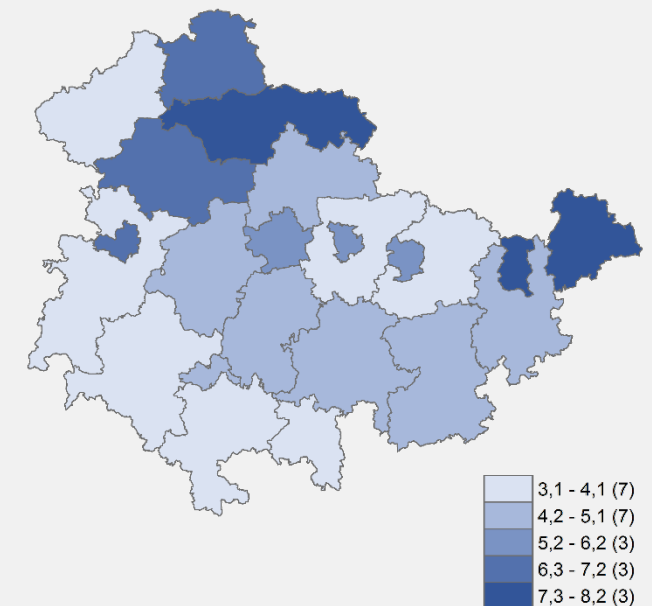 3,1 - 4,1 (7)
4,2 - 5,1 (7)
5,2 - 6,2 (3)
6,3 - 7,2 (3)
7,3 - 8,2 (3)